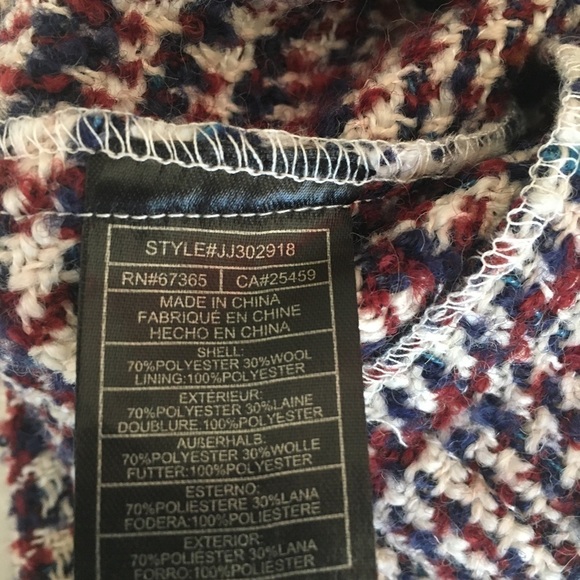 STYLE#JJ302918
RN#67365 CA#25459
MADE IN CHINA
FABRIQUÉ EN CHINE
HECHO EN CHINA
SHELL:
70%POLYESTER 30%WOOL
LINING:100%POLYESTER
EXTÉRIEUR:
70%POLYESTER 30%LAINE
DOUBLURE:100%POLYESTER
AUẞERHALB:
70%POLYESTER 30%WOLLE
FUTTER:100%POLYESTER
ESTERNO:
70%POLIESTERE 30%LANA
FODERA:100%POLIESTERE
EXTERIOR:
70%POLIÉSTER 30%LANA
FORRO:100%POLIÉSTER